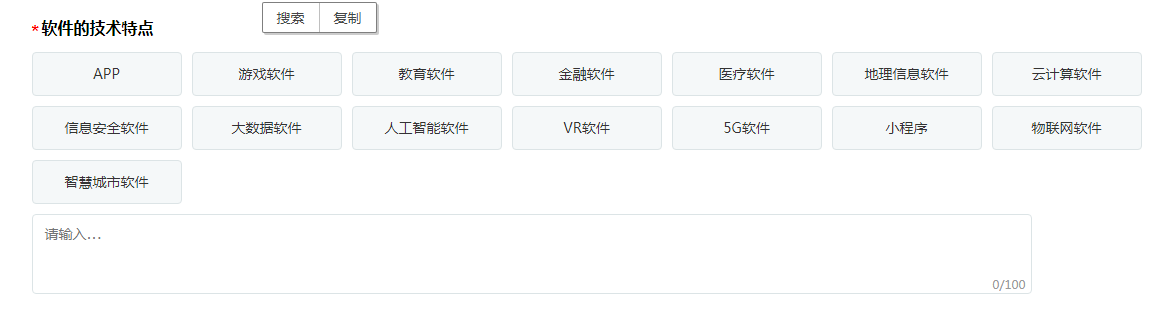 搜索 复制
*软件的技术特点
APP 游戏软件 教育软件 金融软件 医疗软件 地理信息软件 云计算软件
信息安全软件 大数据软件 人工智能软件 VR软件 5G软件 小程序 物联网软件
智慧城市软件
请输入...
0/100